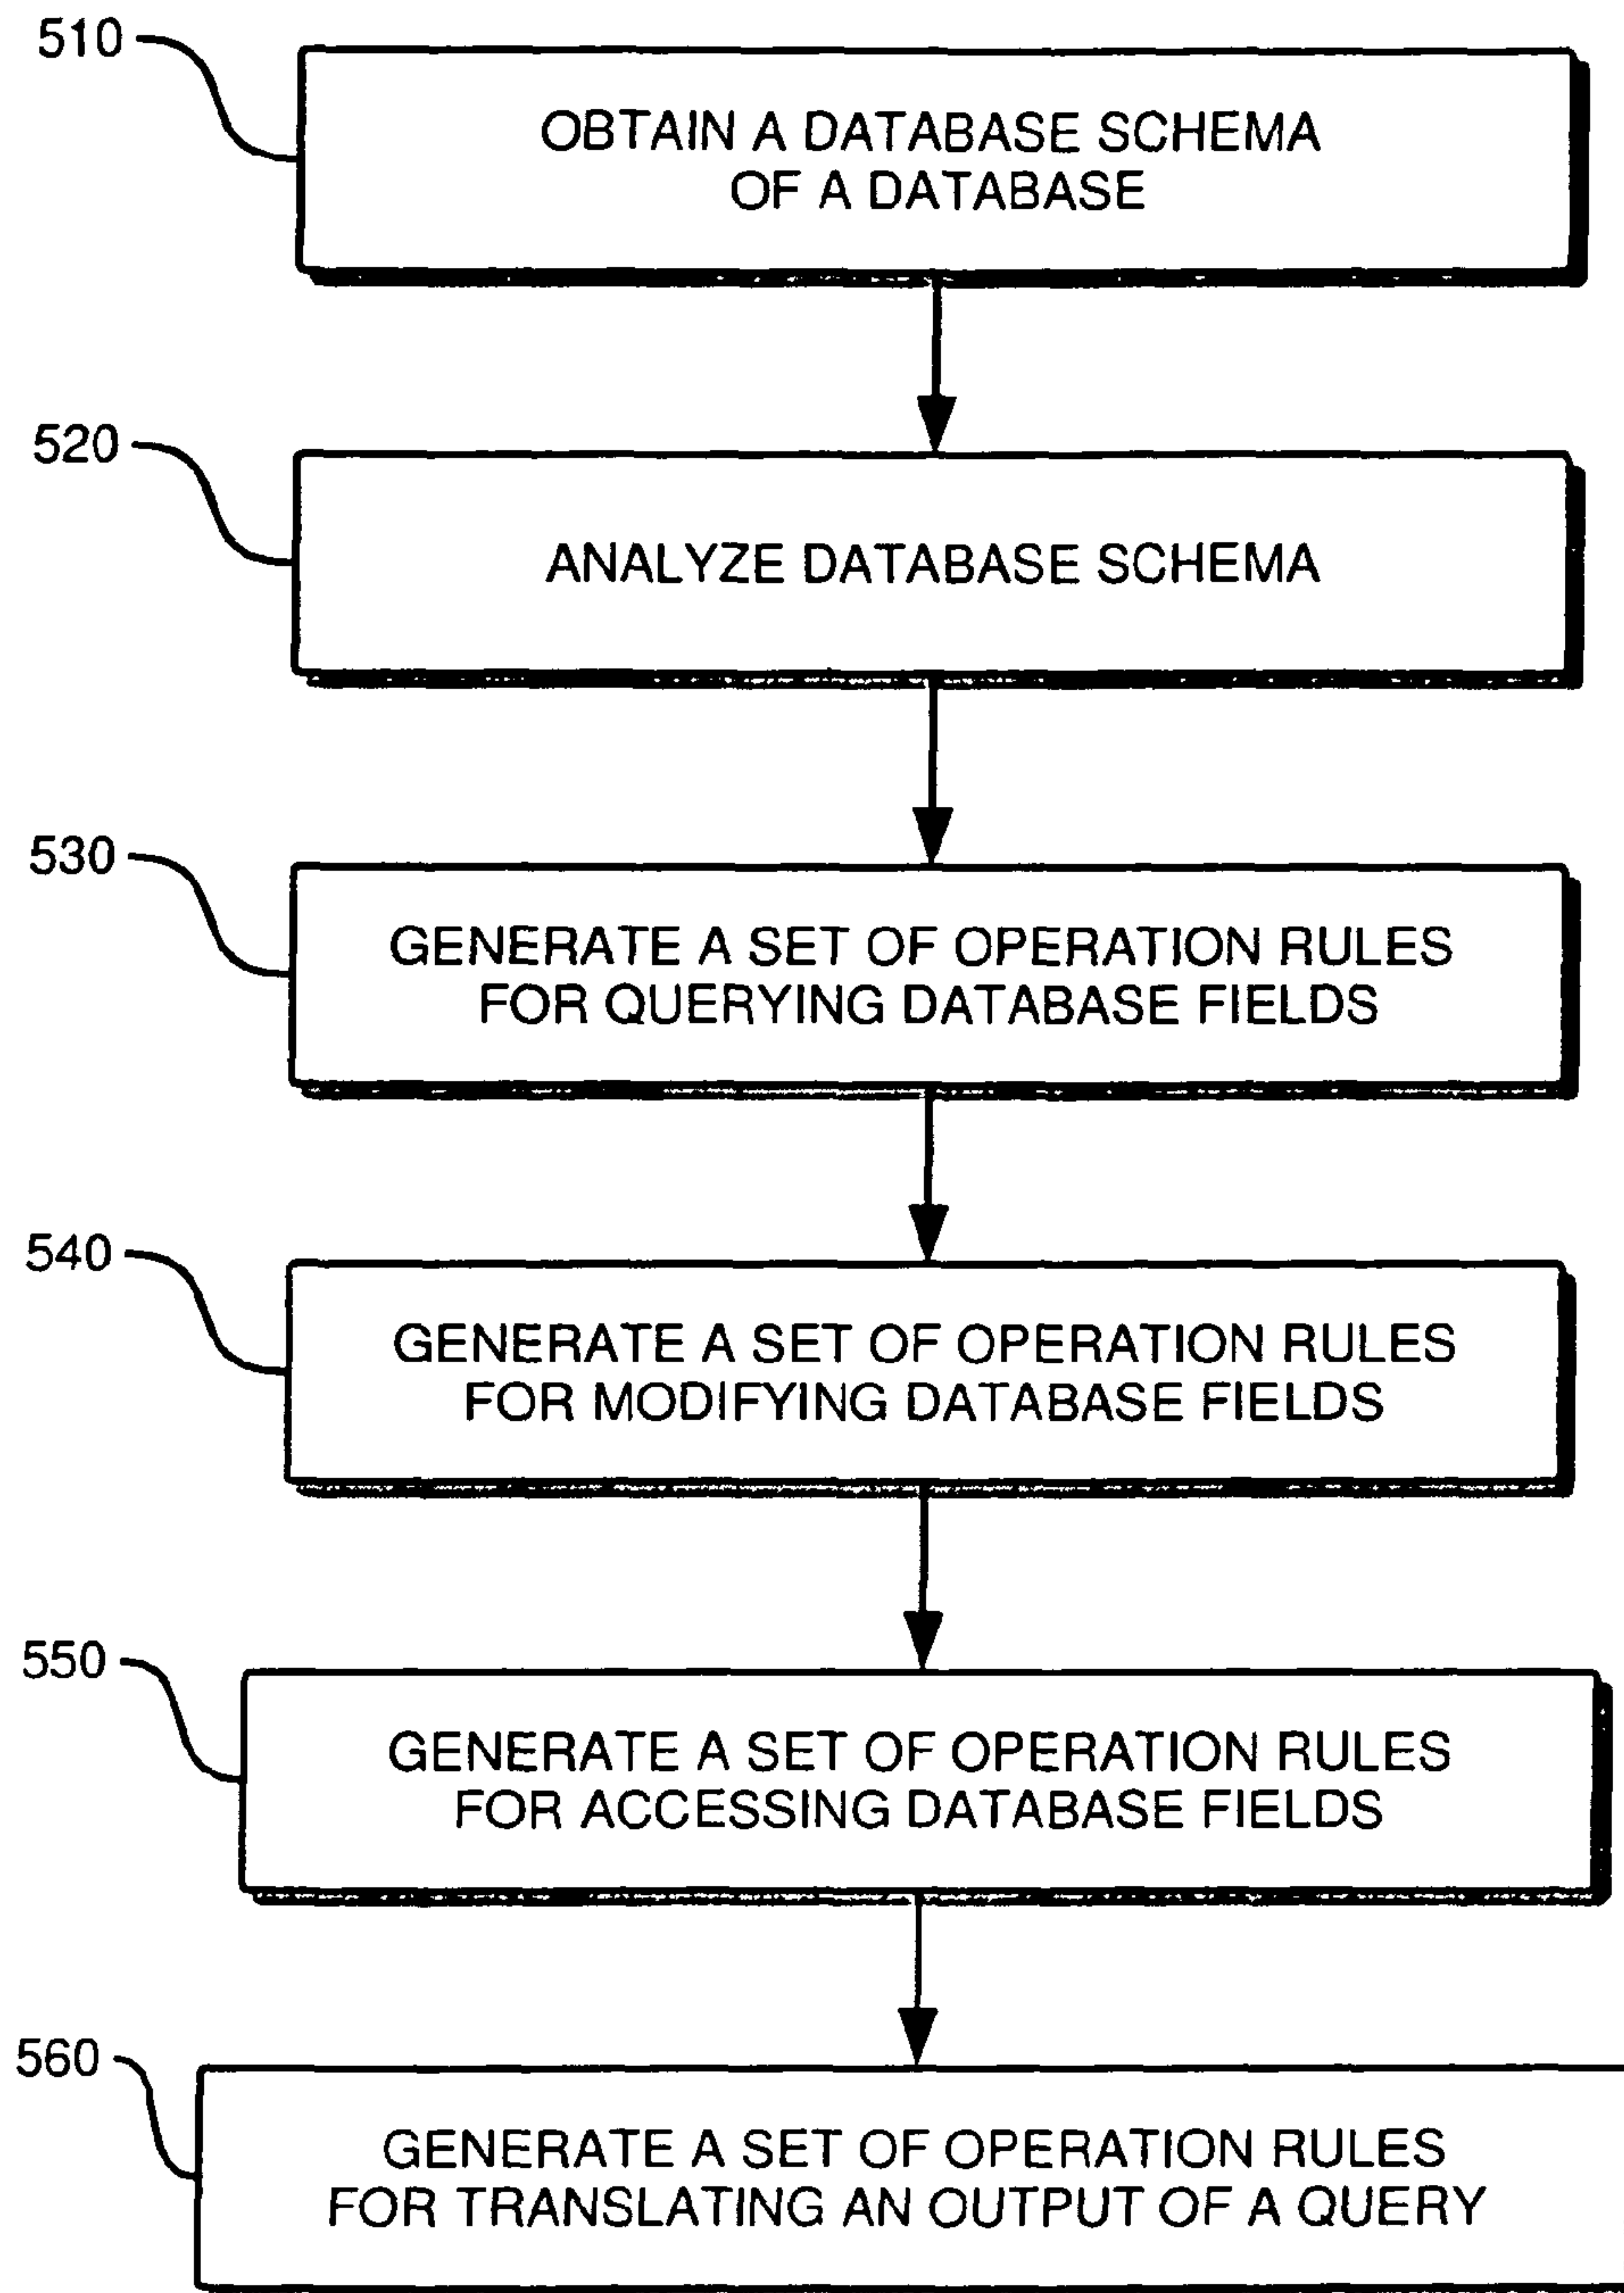 510
OBTAIN A DATABASE SCHEMA
OF A DATABASE
520
ANALYZE DATABASE SCHEMA
530
GENERATE A SET OF OPERATION RULES
FOR QUERYING DATABASE FIELDS
540
GENERATE A SET OF OPERATION RULES
FOR MODIFYING DATABASE FIELDS
550
GENERATE A SET OF OPERATION RULES
FOR ACCESSING DATABASE FIELDS
560
GENERATE A SET OF OPERATION RULES
FOR TRANSLATING AN OUTPUT OF A QUERY